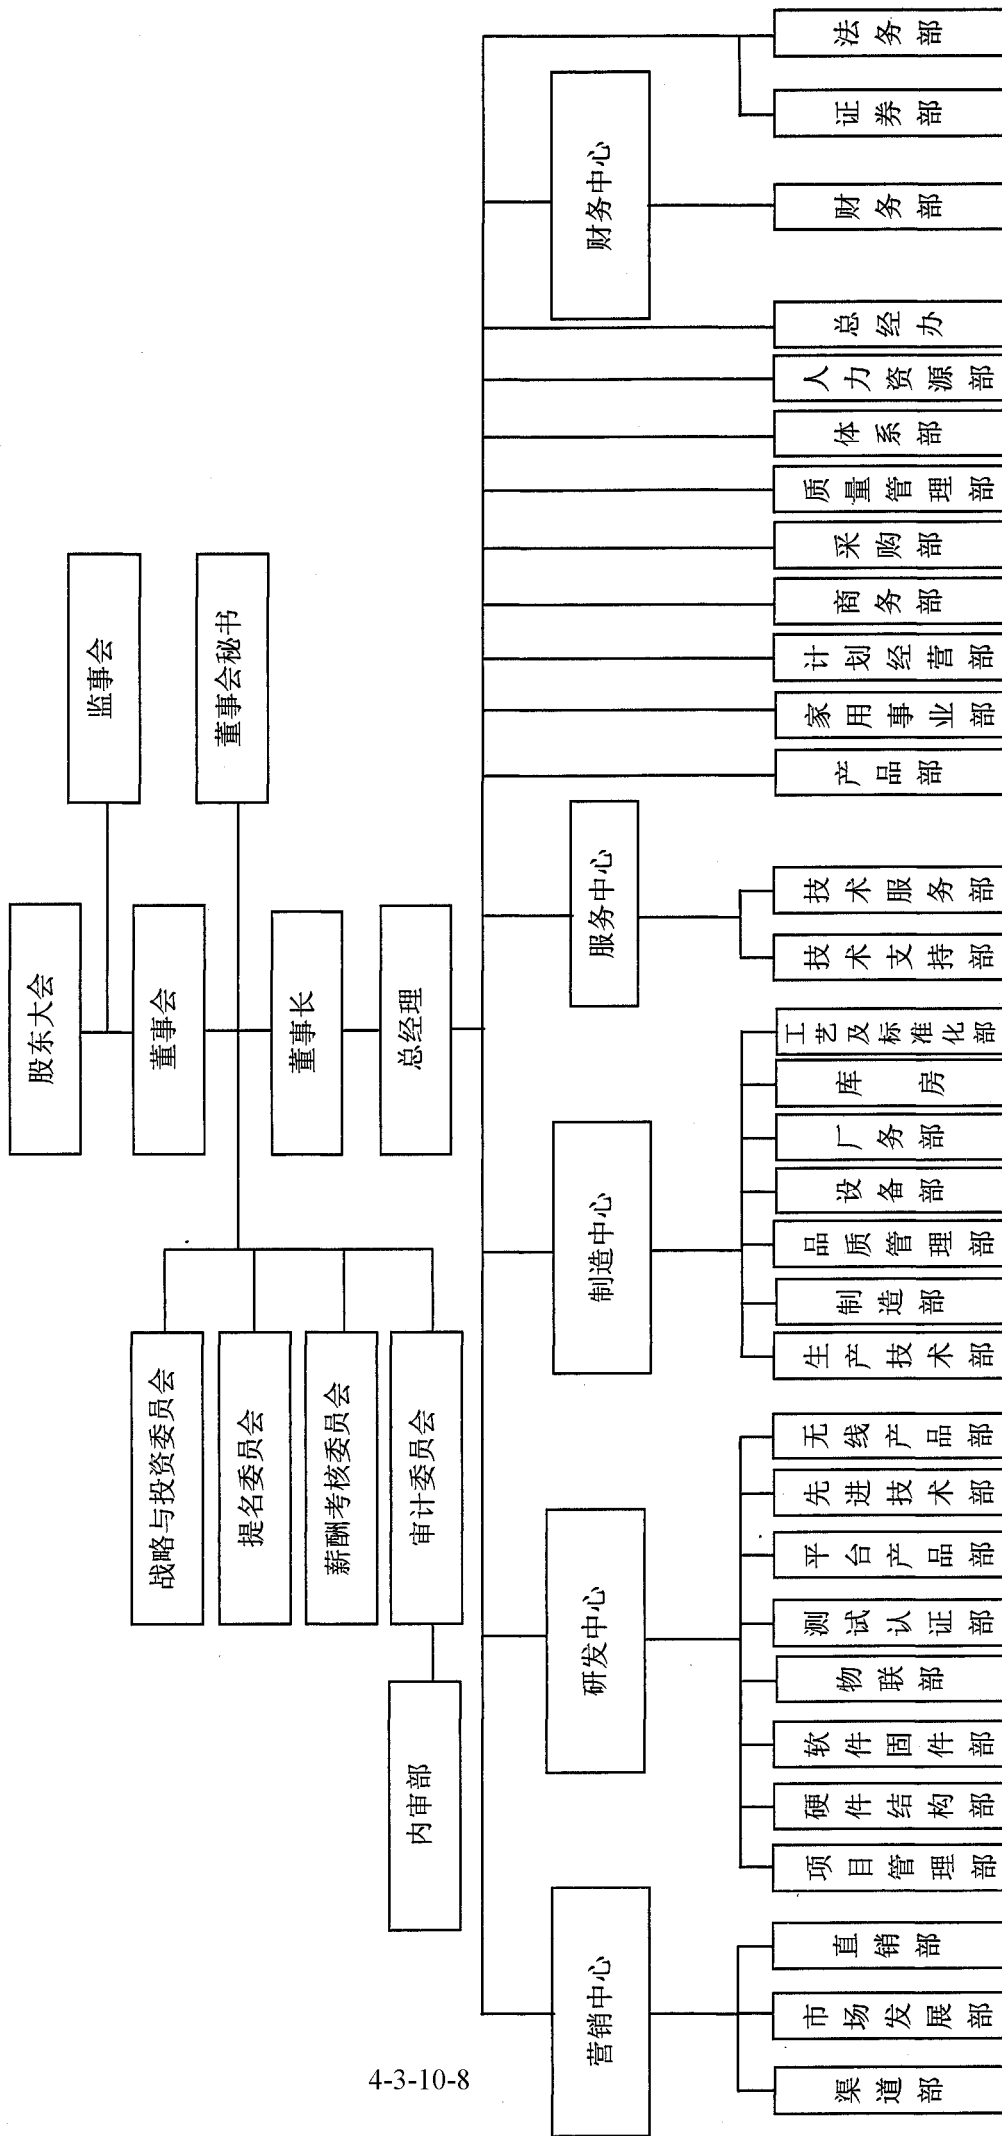 股东大会
监事会
董事会
董事会秘书
董事长
总经理
战略与投资委员会
提名委员会
薪酬考核委员会
审计委员会
内审部
营销中心
研发中心
制造中心
服务中心
财务中心
渠道部
市场发展部
直销部
项目管理部
硬件结构部
软件固件部
物联部
测试认证部
平台产品部
先进技术部
无线产品部
生产技术部
制造部
品质管理部
设备部
厂务部
库房
工艺及标准化部
技术支持部
技术服务部
产品部
家用事业部
计划经营部
商务部
采购部
质量管理部
体系部
人力资源部
总经办
财务部
证券部
法务部
4-3-10-8